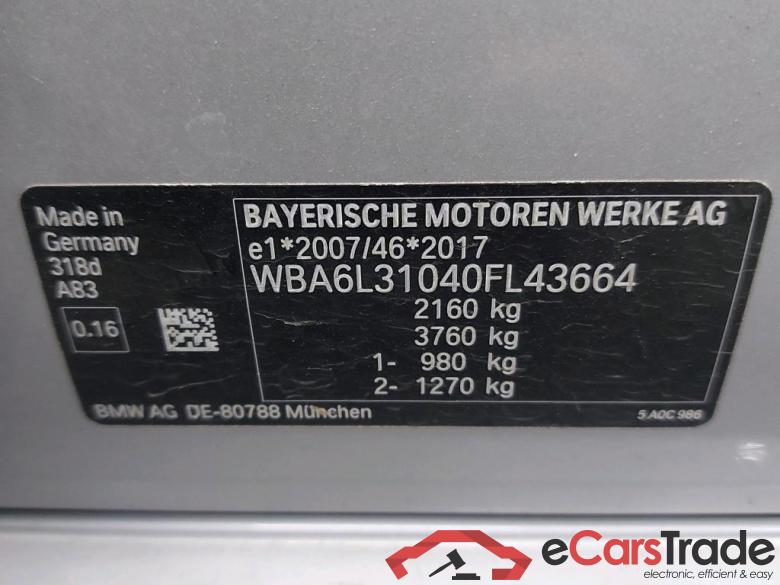 Made in
Germany
318d
A83
0.16
BAYERISCHE MOTOREN WERKE AG
e1*2007/46*2017
WBA6L31040FL43664
2160 kg
3760 kg
1- 980 kg
2- 1270 kg
BMW AG DE-80788 München
5 A0C 986
eCarsTrade
electronic, efficient & easy